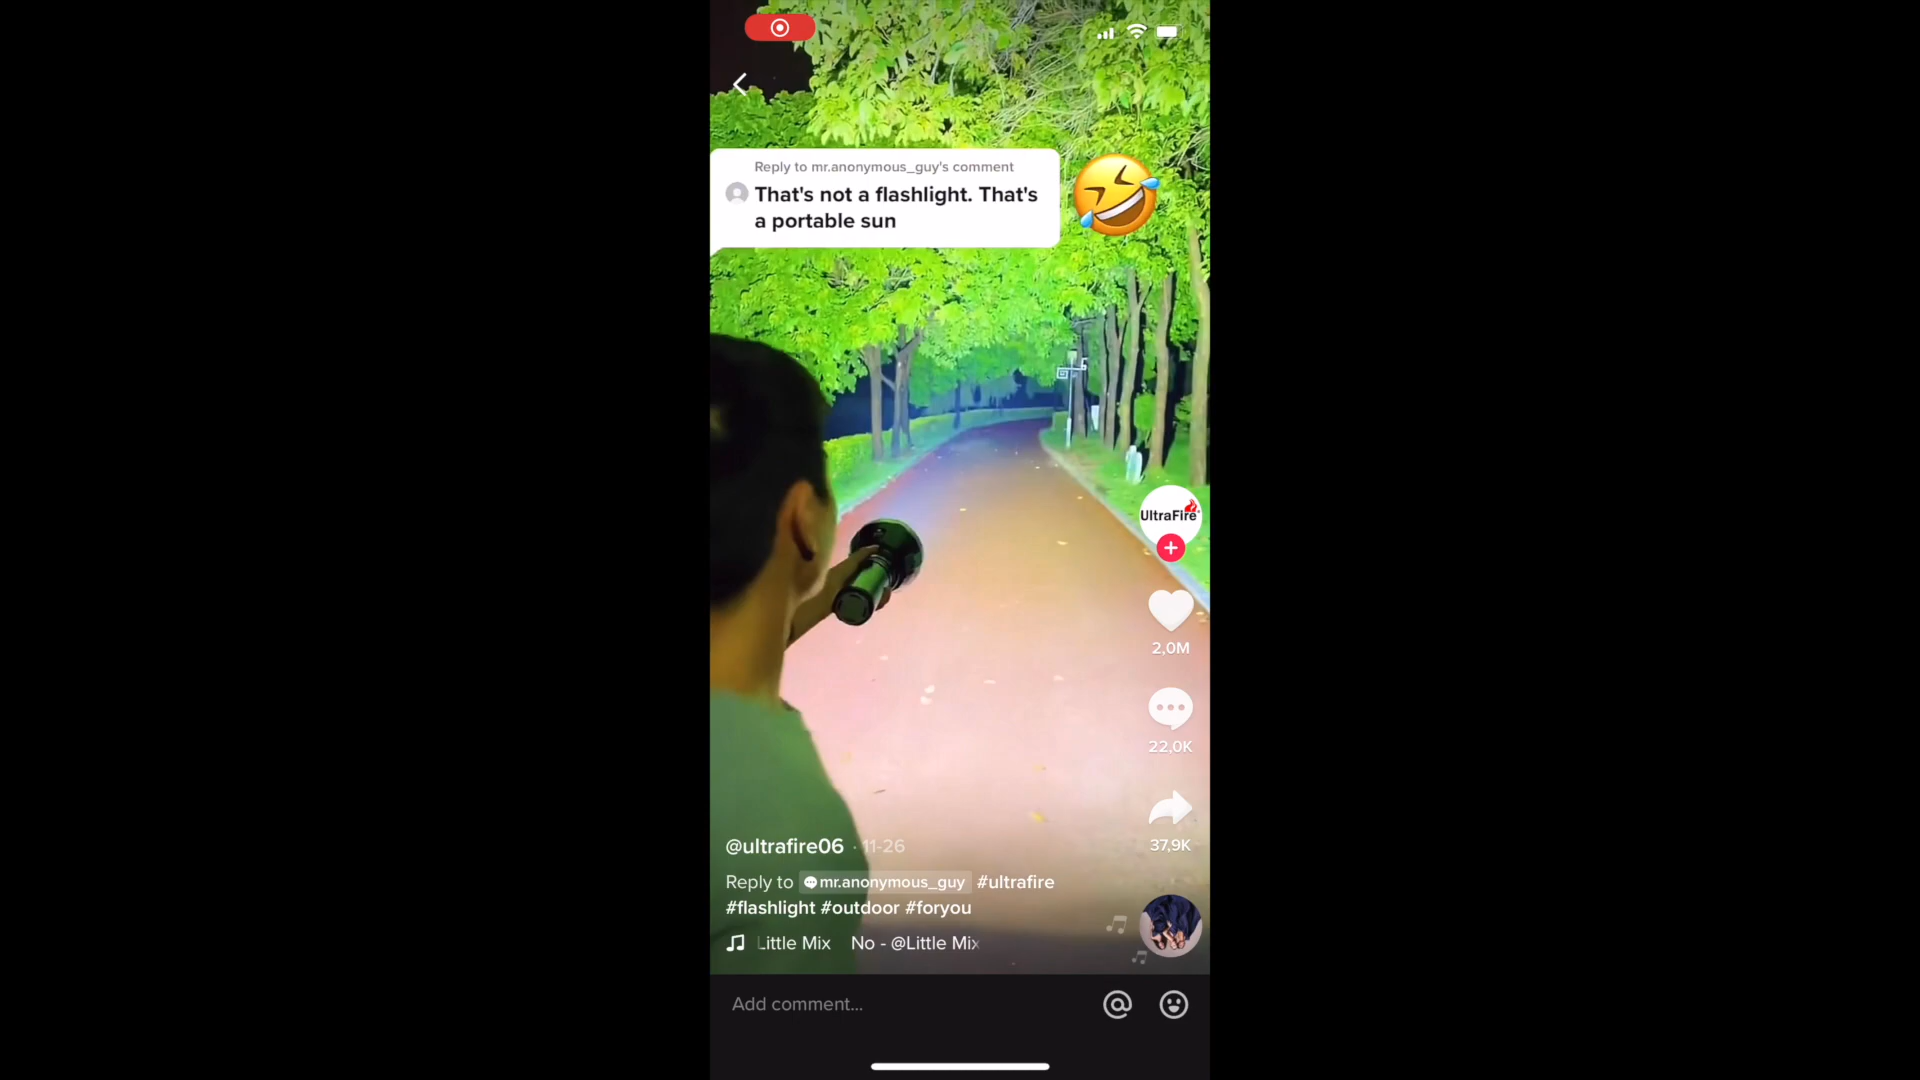 Reply to mr.anonymous_guy's comment
That's not a flashlight. That's
a portable sun
UltraFire
2,0M
22,0K
37,9K
@ultrafire06 · 11-26
Reply to mr.anonymous_guy #ultrafire
#flashlight #outdoor #foryou
Little Mix No - @Little Mix
Add comment...